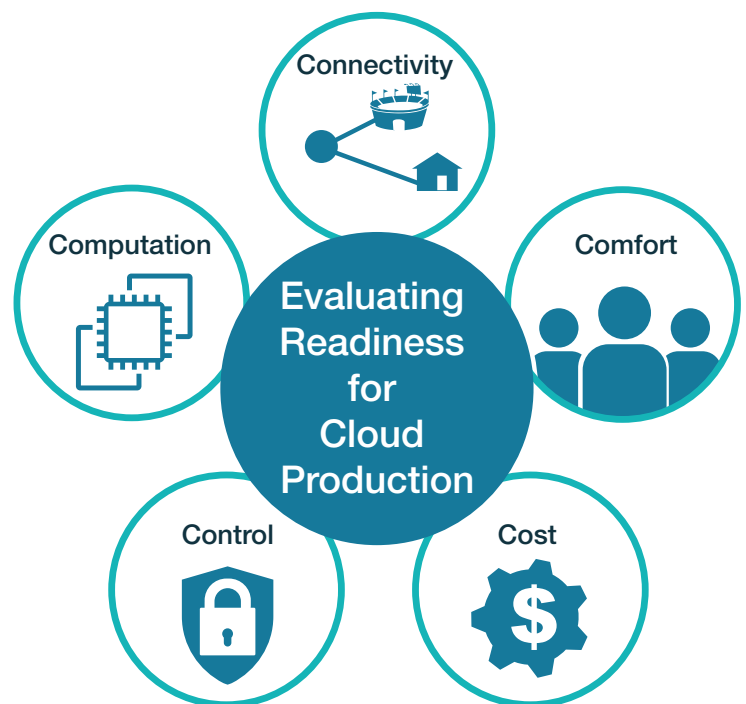 Connectivity
Computation
Comfort
Evaluating
Readiness
for
Cloud
Production
Control
Cost
$